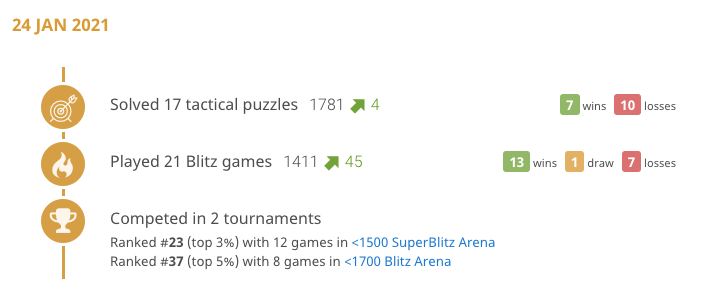 24 JAN 2021
Solved 17 tactical puzzles 1781 4 7 wins 10 losses
Played 21 Blitz games 1411 45 13 wins 1 draw 7 losses
Competed in 2 tournaments
Ranked #23 (top 3%) with 12 games in <1500 SuperBlitz Arena
Ranked #37 (top 5%) with 8 games in <1700 Blitz Arena